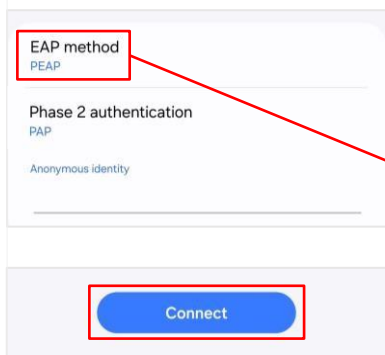 EAP method
PEAP
Phase 2 authentication
PAP
Anonymous identity
Connect